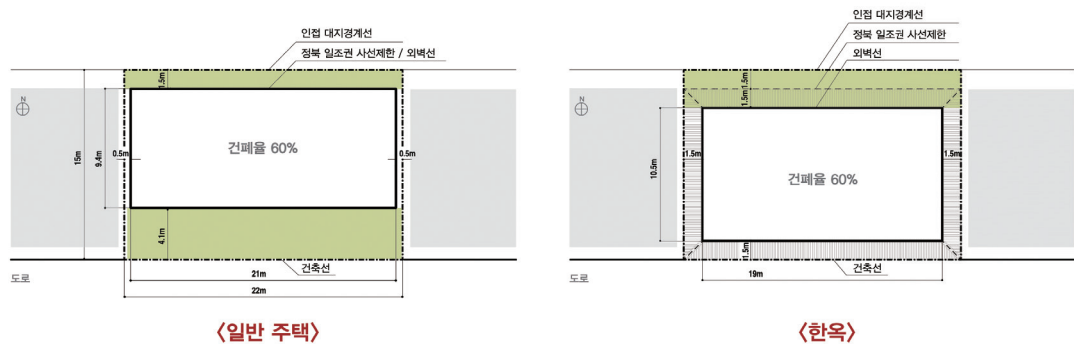 인접 대지경계선
정북 일조권 사선제한 / 외벽선
1.5m
N
15m
9.4m
0.5m
건폐율 60%
0.5m
4.1m
건축선
도로
21m
22m
〈일반 주택〉
인접 대지경계선
정북 일조권 사선제한
외벽선
1.5m
1.5m
N
1.5m
1.5m
10.5m
건폐율 60%
1.5m
건축선
도로
19m
〈한옥〉